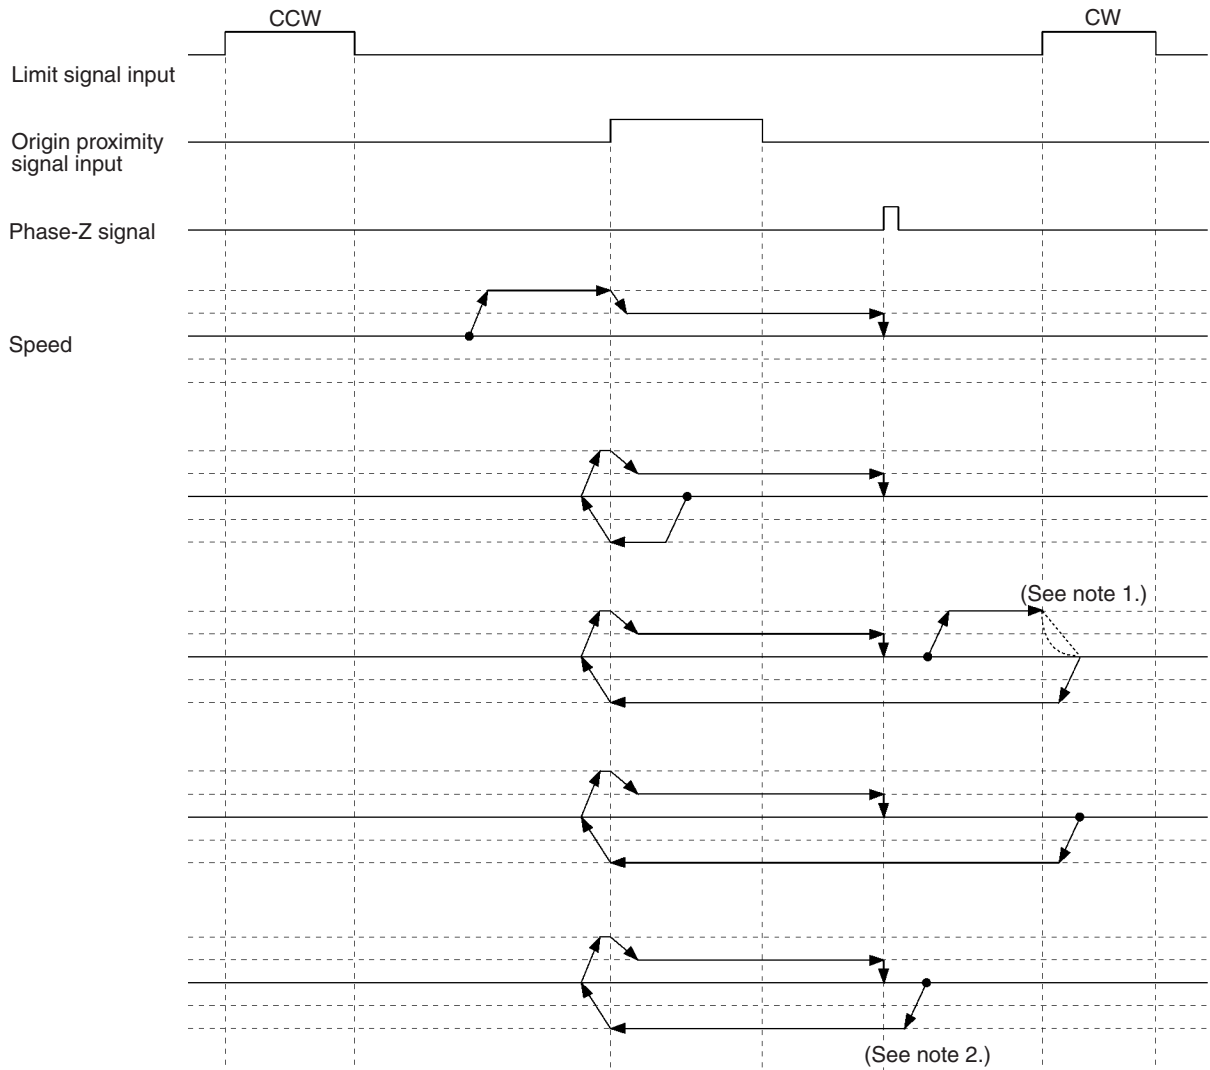 CCW
CW
Limit signal input
Origin proximity
signal input
Phase-Z signal
Speed
(See note 1.)
(See note 2.)